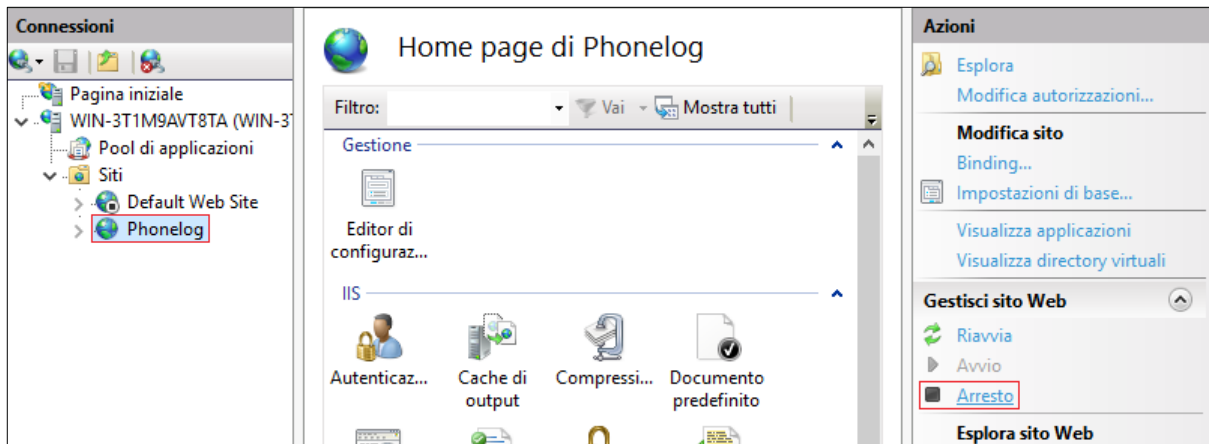 Connessioni
Pagina iniziale
WIN-3T1M9AVT8TA (WIN-3
Pool di applicazioni
Siti
Default Web Site
Phonelog
Home page di Phonelog
Filtro:
Vai
Mostra tutti
Gestione
Editor di
configuraz...
IIS
Autenticaz...
Cache di
output
Compressi...
Documento
predefinito
Azioni
Esplora
Modifica autorizzazioni...
Modifica sito
Binding...
Impostazioni di base...
Visualizza applicazioni
Visualizza directory virtuali
Gestisci sito Web
Riavvia
Avvio
Arresto
Esplora sito Web